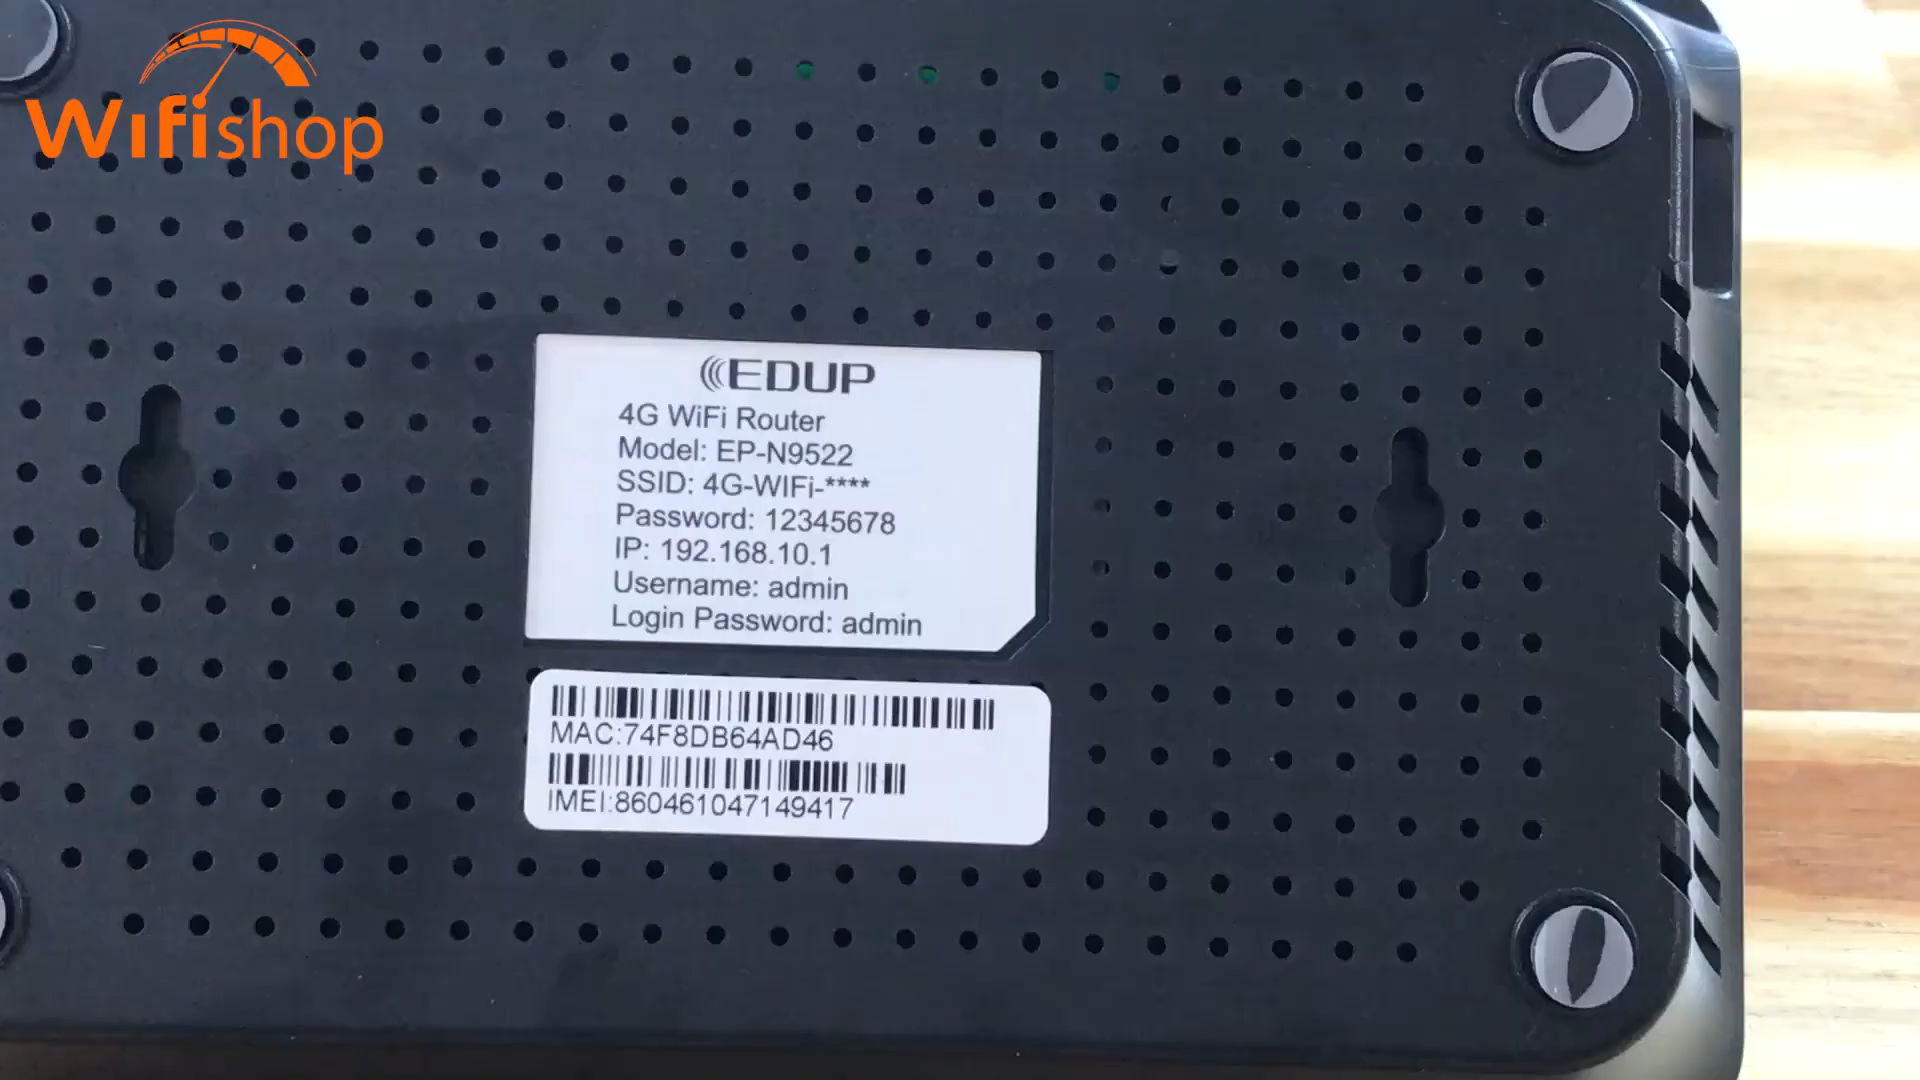 Wifishop
EDUP
4G WiFi Router
Model: EP-N9522
SSID: 4G-WIFi-****
Password: 12345678
IP: 192.168.10.1
Username: admin
Login Password: admin
MAC:74F8DB64AD46
IMEI:860461047149417